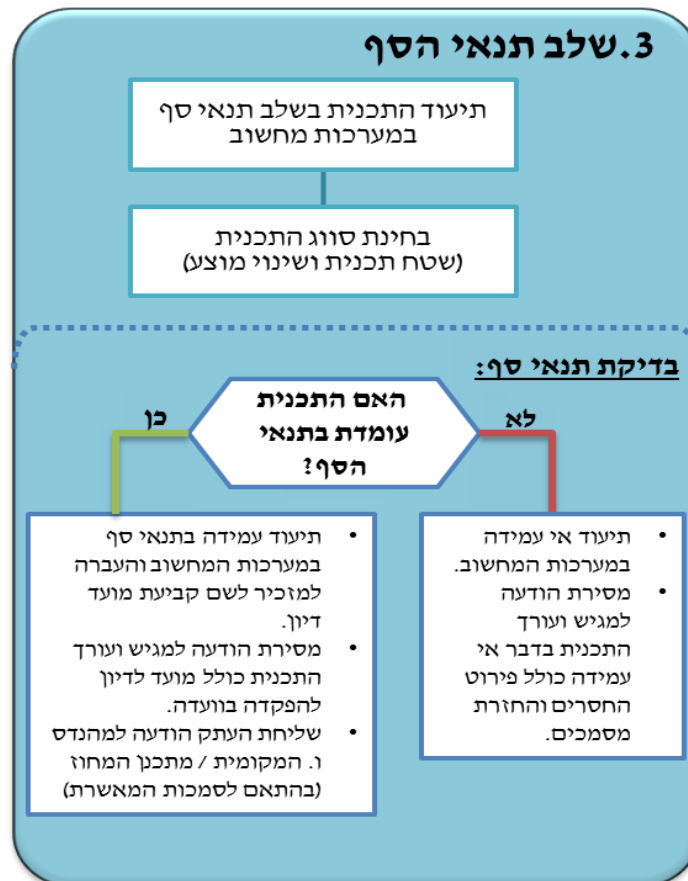 3.שלב תנאי הסף
תיעוד התכנית בשלב תנאי סף
במערכות מחשוב
בחינת סווג התכנית
(שטח תכנית ושינוי מוצע)
בדיקת תנאי סף:
האם התכנית
עומדת בתנאי
הסף?
לא
כן
• תיעוד אי עמידה
במערכות המחשוב.
• מסירת הודעה
למגיש ועורך
התכנית בדבר אי
עמידה כולל פירוט
החסרים והחזרת
מסמכים.
• תיעוד עמידה בתנאי סף
במערכות המחשוב והעברה
למזכיר לשם קביעת מועד
דיון.
• מסירת הודעה למגיש ועורך
התכנית כולל מועד לדיון
להפקדה בוועדה.
• שליחת העתק הודעה למהנדס
ו. המקומית / מתכנן המחוז
(בהתאם לסמכות המאשרת)